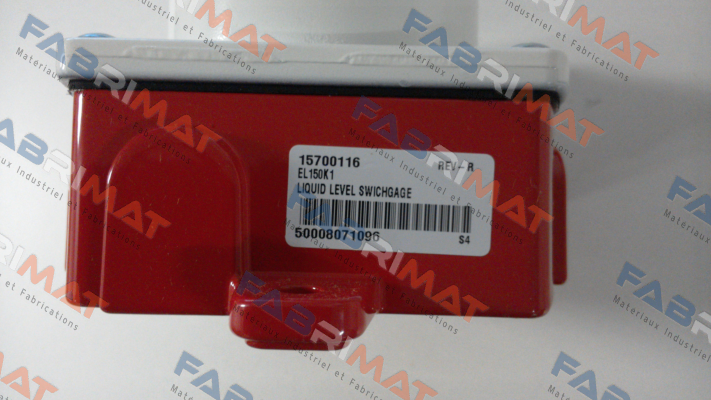 15700116 REV- R
EL150K1
LIQUID LEVEL SWICHGAGE
50008071096 S4
FABRIMAT
Materiaux Industriel et Fabrications